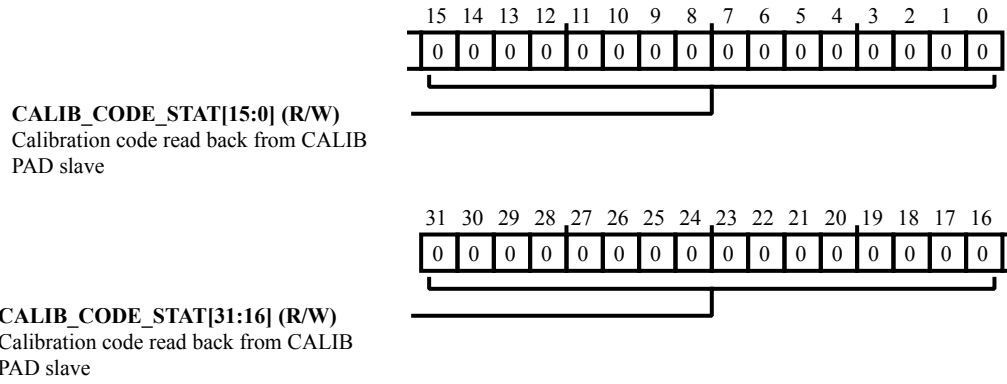 15 14 13 12 11 10 9 8 7 6 5 4 3 2 1 0
0 0 0 0 0 0 0 0 0 0 0 0 0 0 0 0
CALIB_CODE_STAT[15:0] (R/W)
Calibration code read back from CALIB
PAD slave
31 30 29 28 27 26 25 24 23 22 21 20 19 18 17 16
0 0 0 0 0 0 0 0 0 0 0 0 0 0 0 0
CALIB_CODE_STAT[31:16] (R/W)
Calibration code read back from CALIB
PAD slave